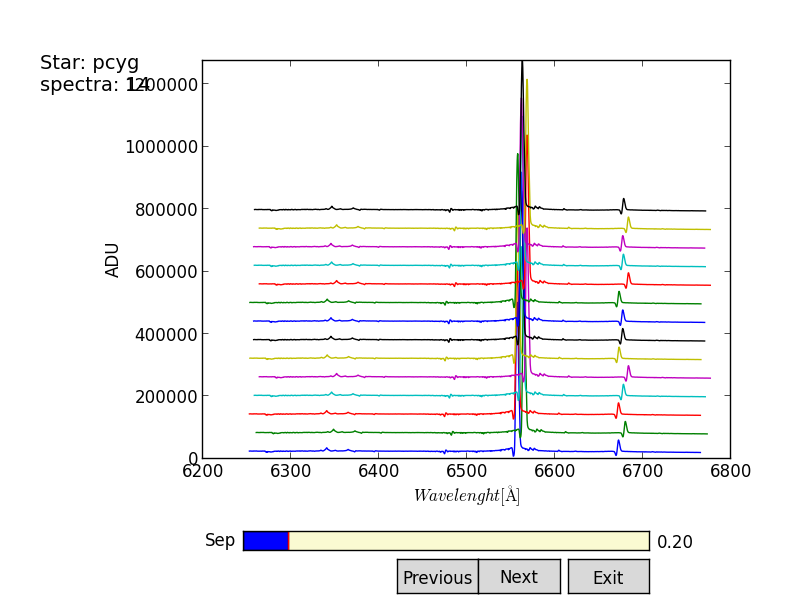 Star: pcyg
spectra: 14
1200000
1000000
800000
600000
400000
200000
0
ADU
6200 6300 6400 6500 6600 6700 6800
Wavelenght[Å]
Sep 0.20
Previous Next Exit